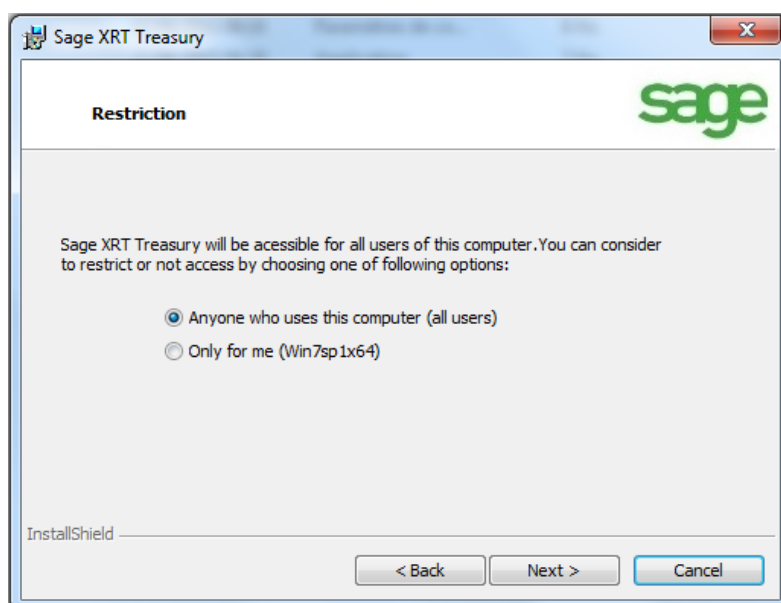 Sage XRT Treasury
Restriction
sage
Sage XRT Treasury will be acessible for all users of this computer.You can consider
to restrict or not access by choosing one of following options:
Anyone who uses this computer (all users)
Only for me (Win7sp1x64)
InstallShield
< Back
Next >
Cancel